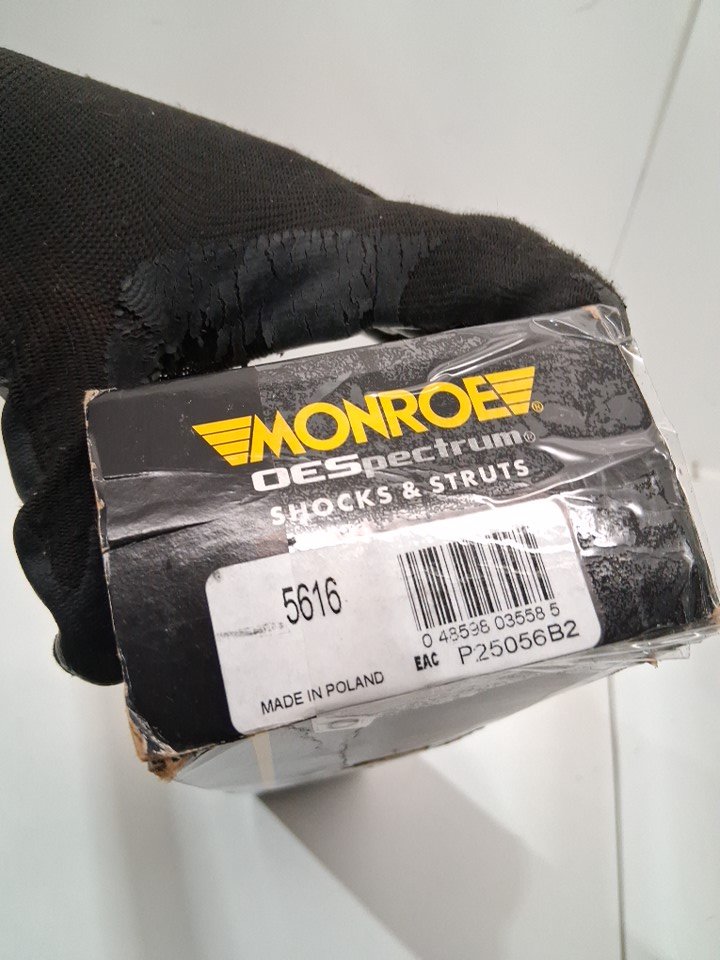 MONROE®
OESpectrum®
SHOCKS & STRUTS
5616
0 48598 03558 5
EAC P25056B2
MADE IN POLAND